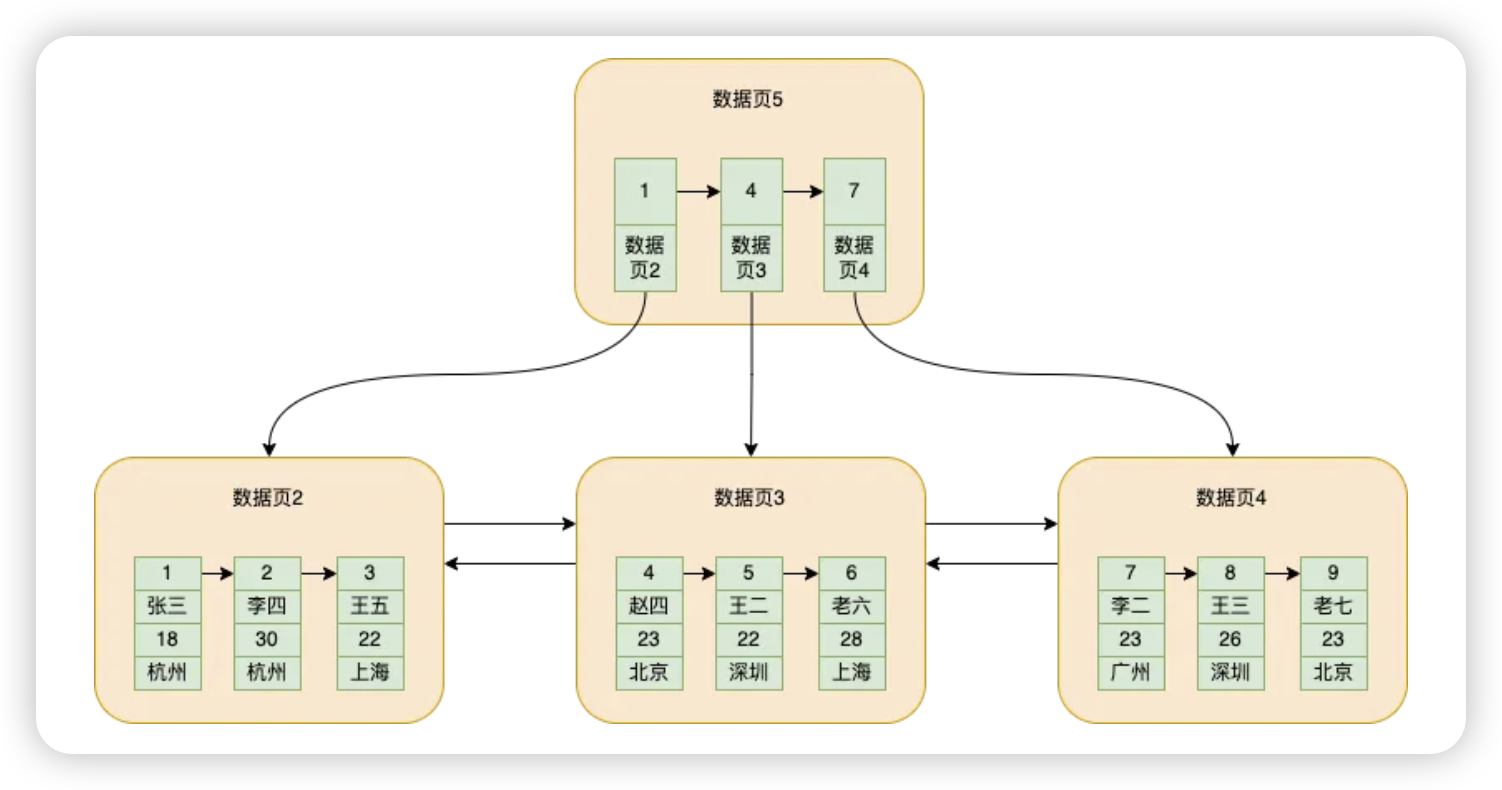 数据页5
1
4
7
数据
页2
数据
页3
数据
页4
数据页2
数据页3
数据页4
1
2
3
张三
李四
王五
18
30
22
杭州
杭州
上海
4
5
6
赵四
王二
老六
23
22
28
北京
深圳
上海
7
8
9
李二
王三
老七
23
26
23
广州
深圳
北京